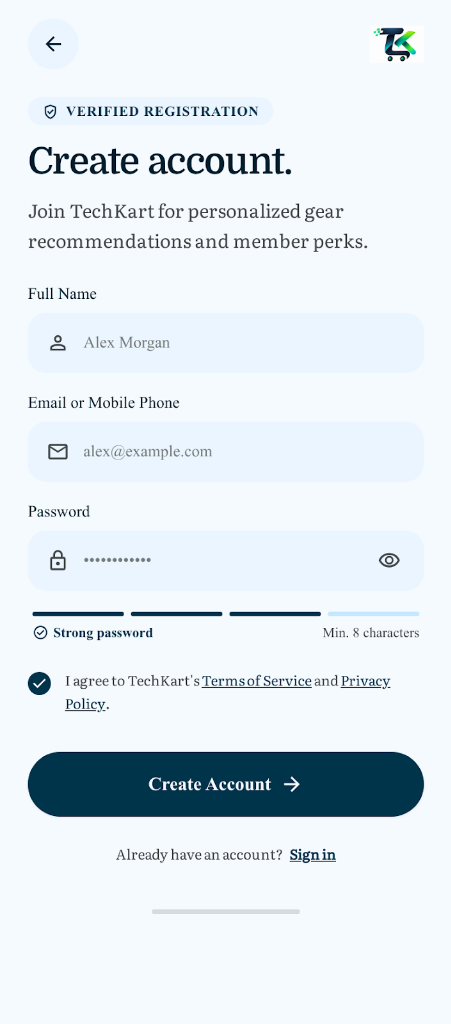 TK
VERIFIED REGISTRATION
Create account.
Join TechKart for personalized gear
recommendations and member perks.
Full Name
Alex Morgan
Email or Mobile Phone
alex@example.com
Password
••••••••••••
Strong password
Min. 8 characters
I agree to TechKart's Terms of Service and Privacy
Policy.
Create Account →
Already have an account? Sign in